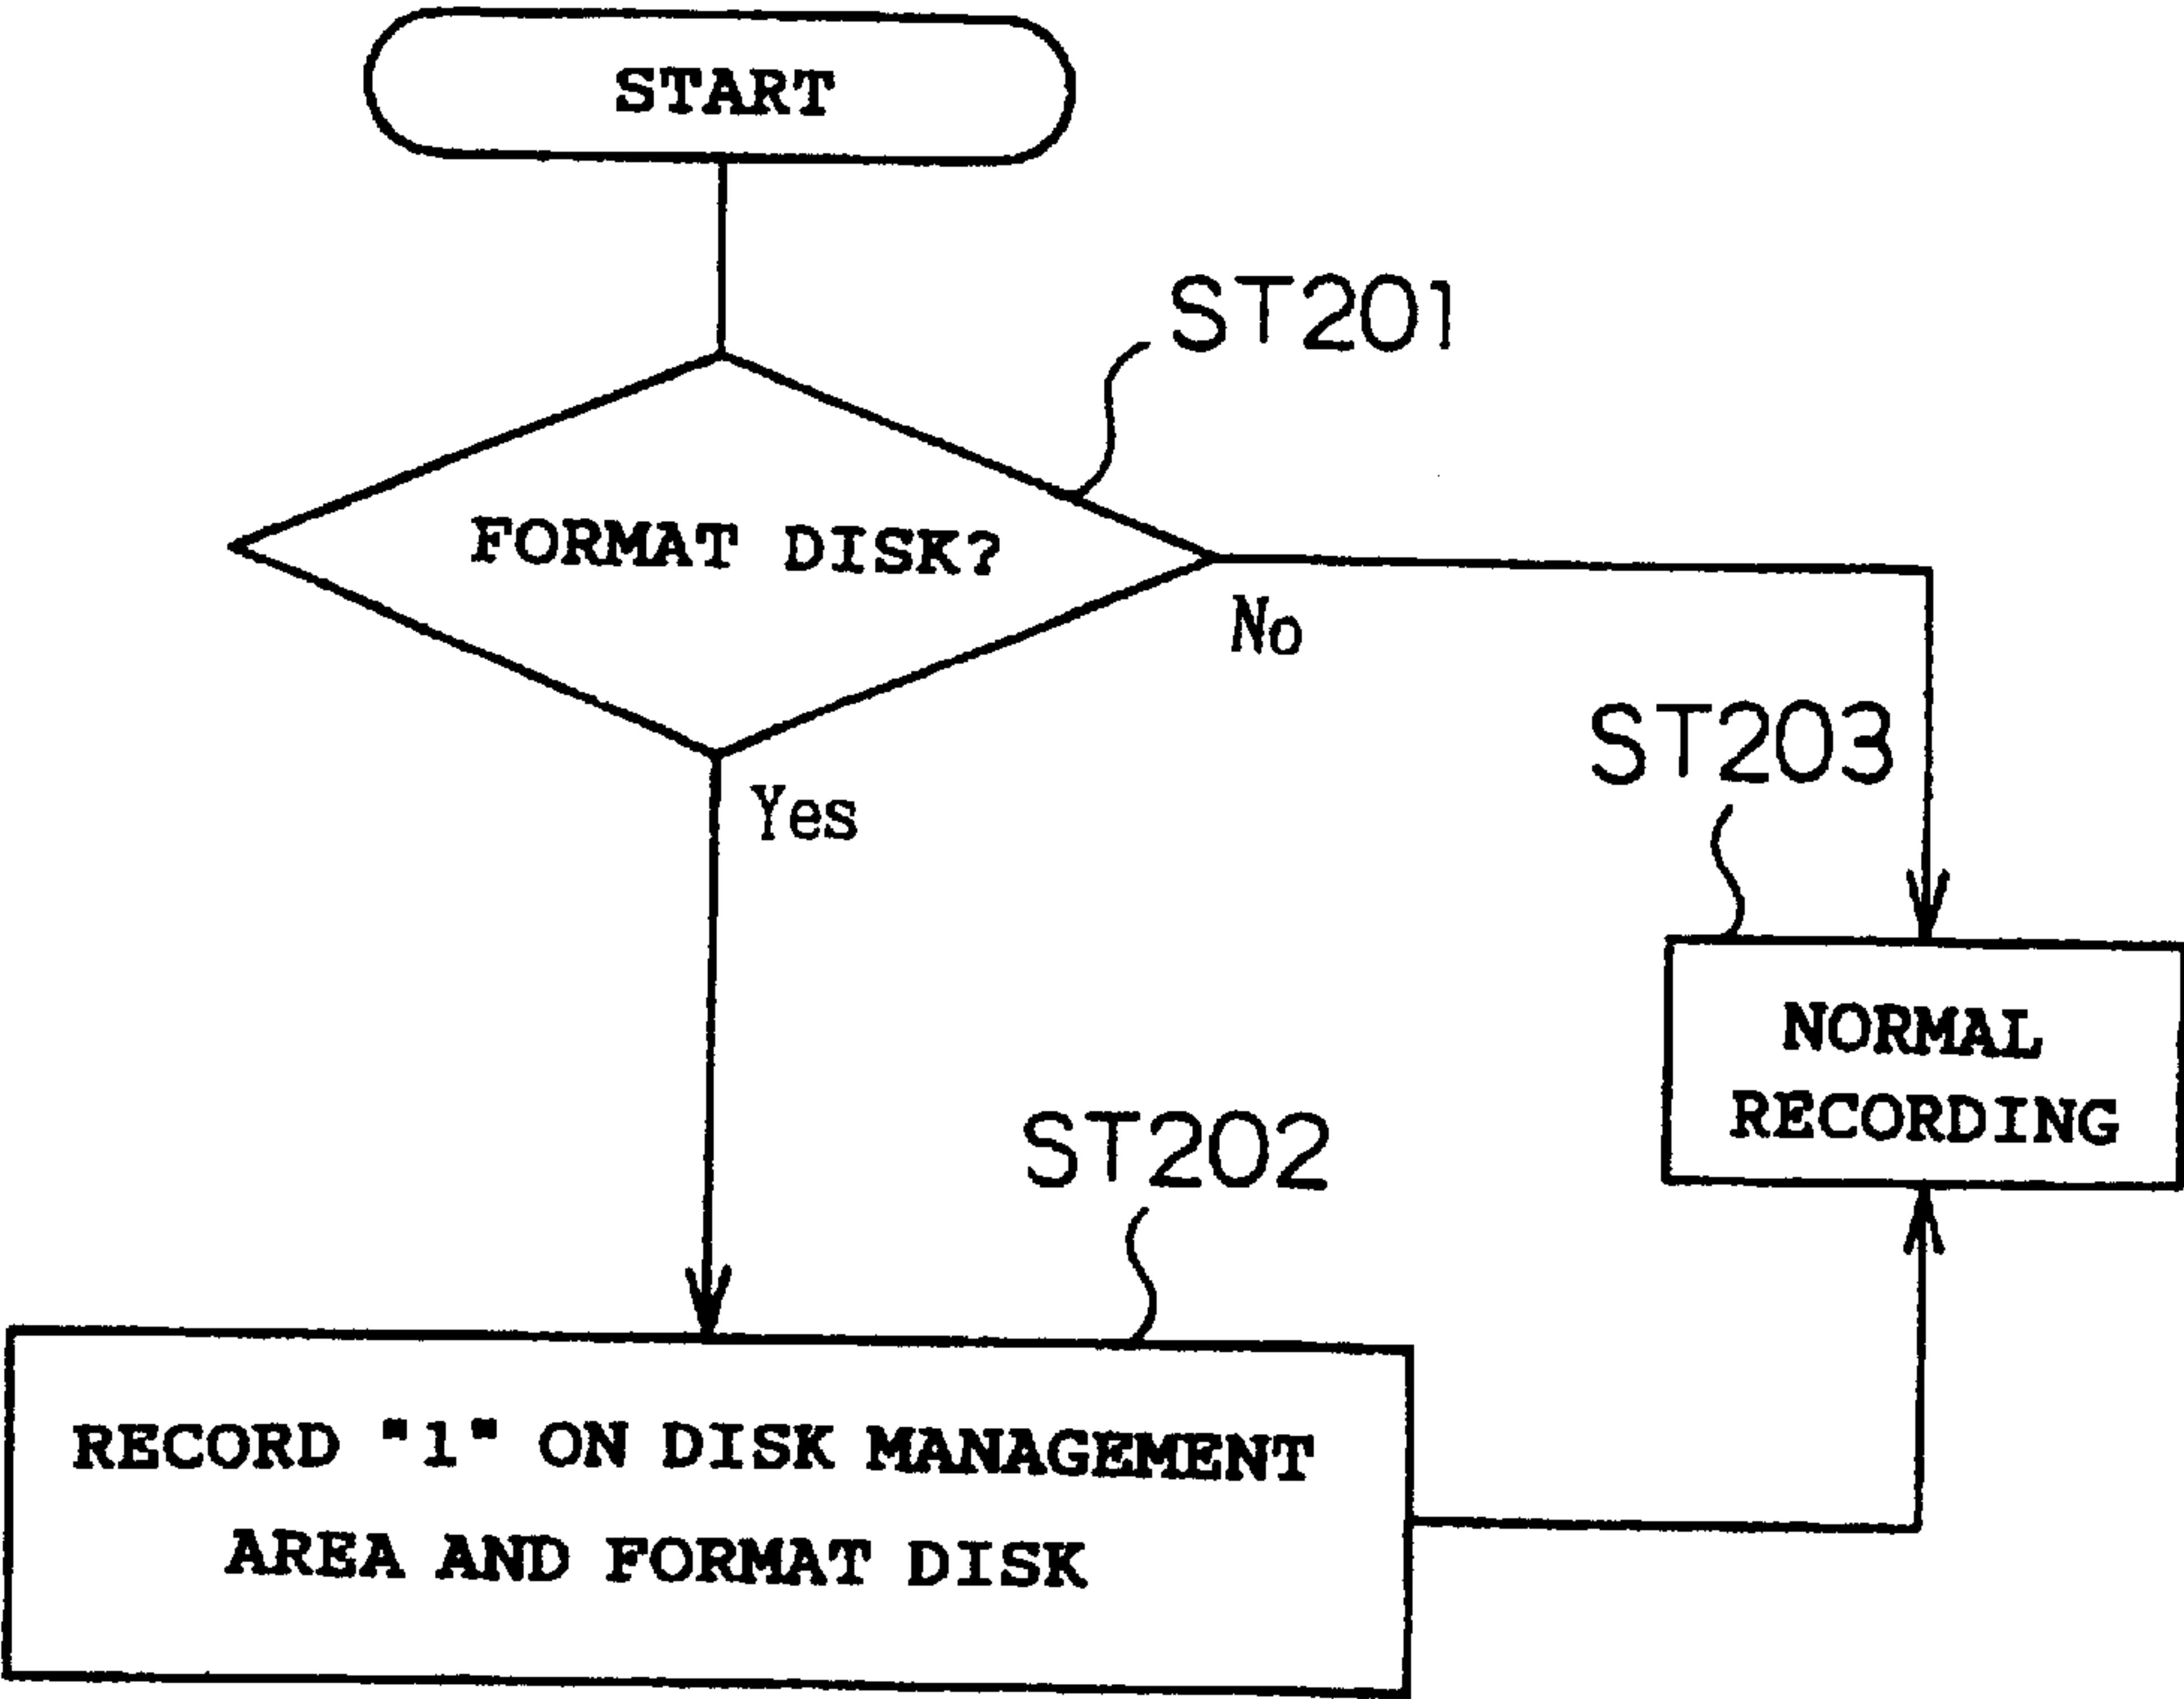 START
ST201
FORMAT DISK?
No
ST203
Yes
NORMAL
RECORDING
ST202
RECORD "1" ON DISK MANAGEMENT
AREA AND FORMAT DISK